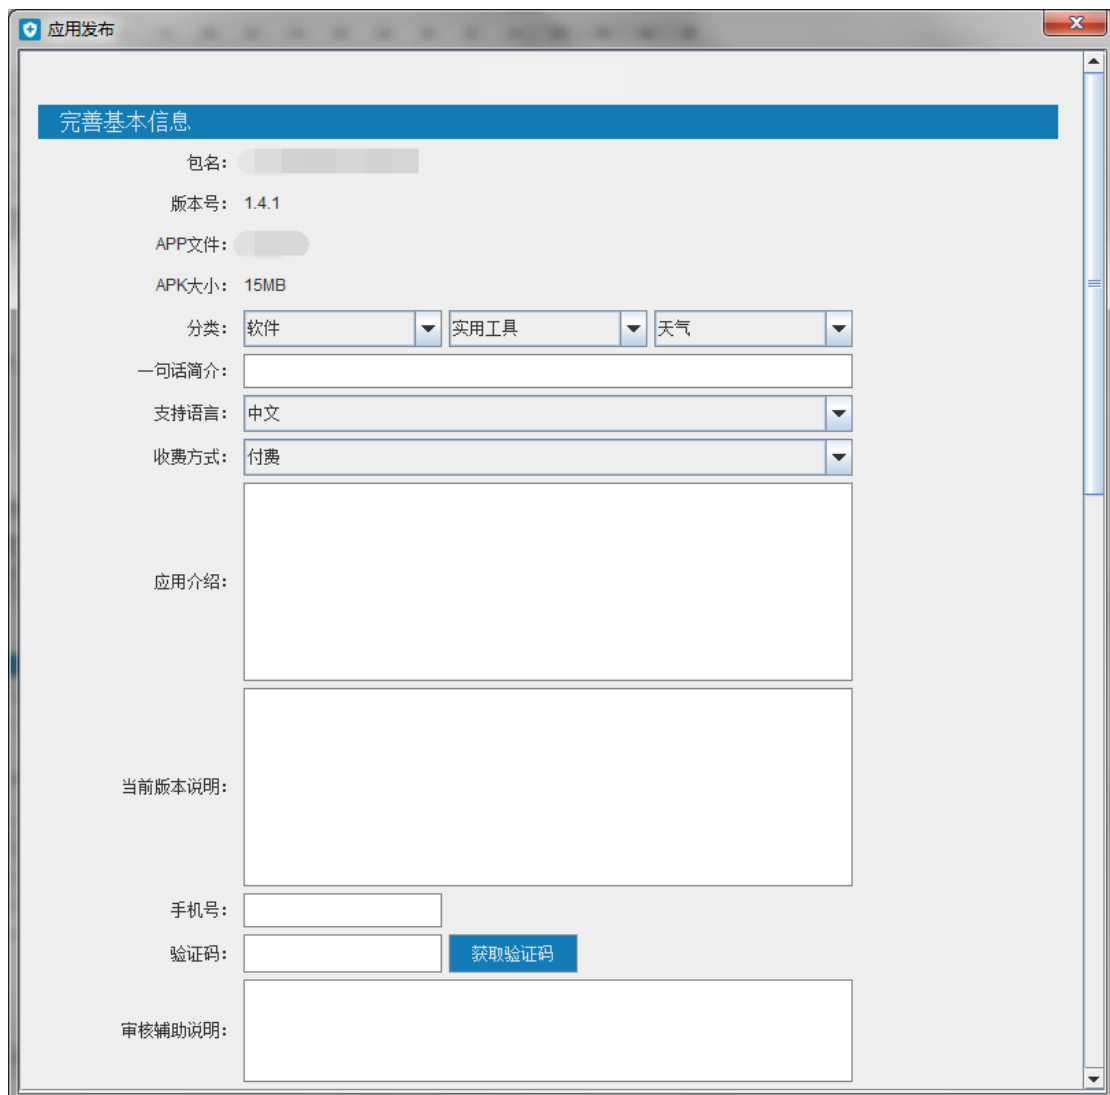 应用发布
完善基本信息
包名：
版本号： 1.4.1
APP文件：
APK大小： 15MB
分类： 软件 实用工具 天气
一句话简介：
支持语言： 中文
收费方式： 付费
应用介绍：
当前版本说明：
手机号：
验证码： 获取验证码
审核辅助说明：